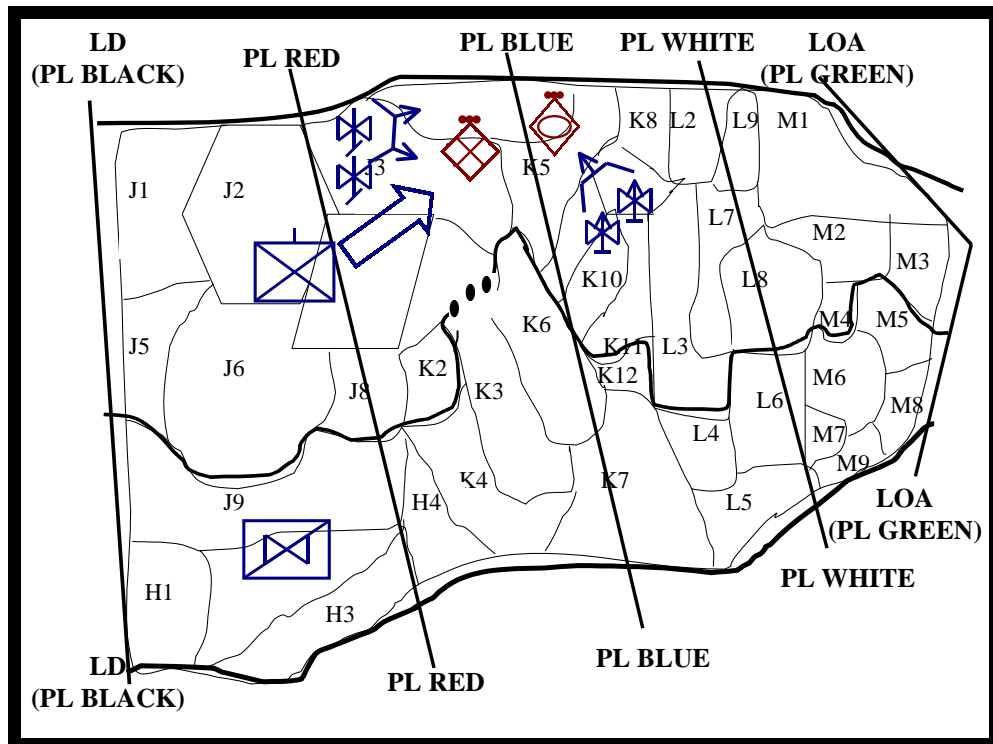 LD
(PL BLACK)
PL RED
PL BLUE
PL WHITE
LOA
(PL GREEN)
K8
L2
L9
M1
J3
K5
J1
J2
L7
M2
M3
K10
L8
M4
M5
K6
J5
J6
K11
L3
K2
K12
M6
J8
K3
L6
M8
L4
M7
M9
K4
K7
J9
H4
L5
LOA
(PL GREEN)
H1
H3
PL WHITE
PL BLUE
LD
(PL BLACK)
PL RED